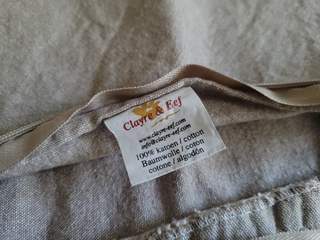 Clayre & Eef
www.clayre-eef.com
info@clayre-eef.com
100% katoen / cotton
Baumwolle / coton
cotone / algodón